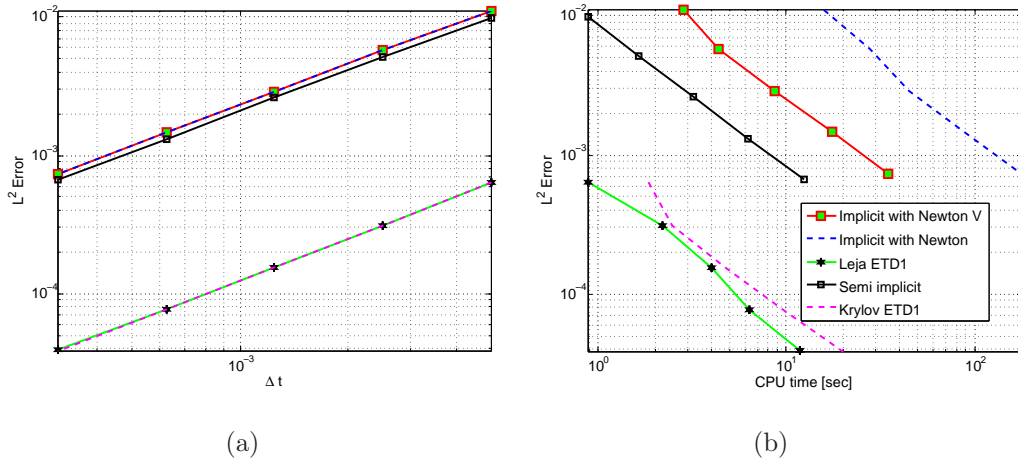 10⁻²
10⁻³
10⁻⁴
L² Error
10⁻³
Δ t
(a)
10⁻²
10⁻³
10⁻⁴
L² Error
10⁰
10¹
10²
CPU time [sec]
Implicit with Newton V
Implicit with Newton
Leja ETD1
Semi implicit
Krylov ETD1
(b)